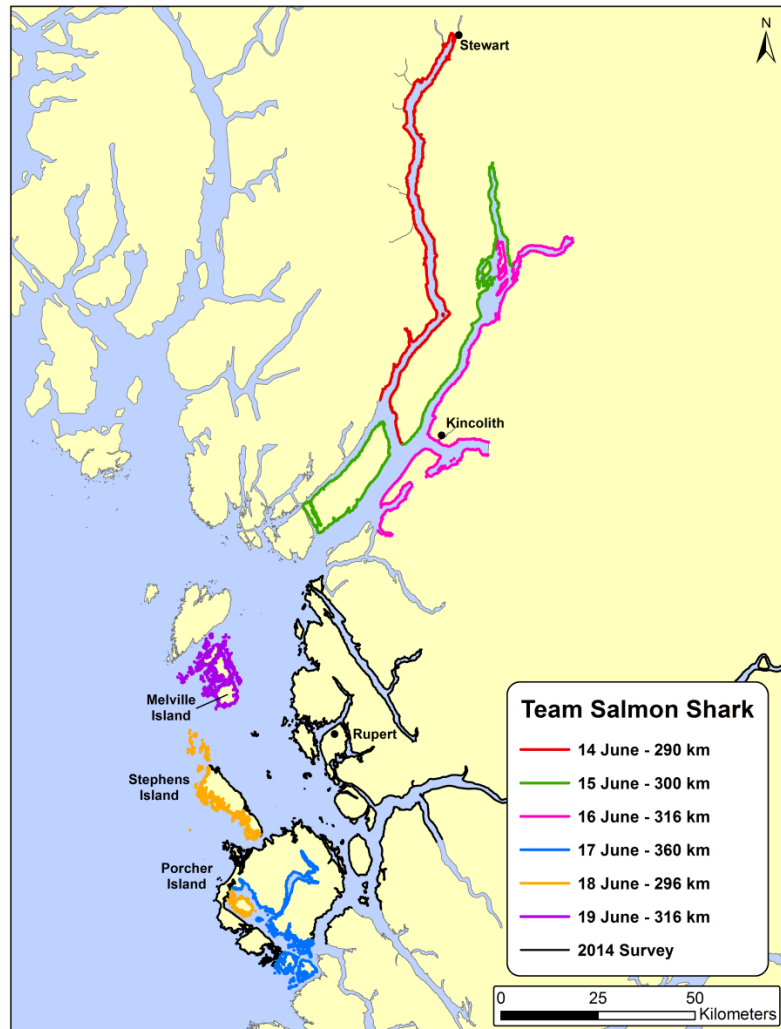 N
Stewart
Kincolith
Melville
Island
Rupert
Stephens
Island
Porcher
Island
Team Salmon Shark
14 June - 290 km
15 June - 300 km
16 June - 316 km
17 June - 360 km
18 June - 296 km
19 June - 316 km
2014 Survey
0 25 50
Kilometers